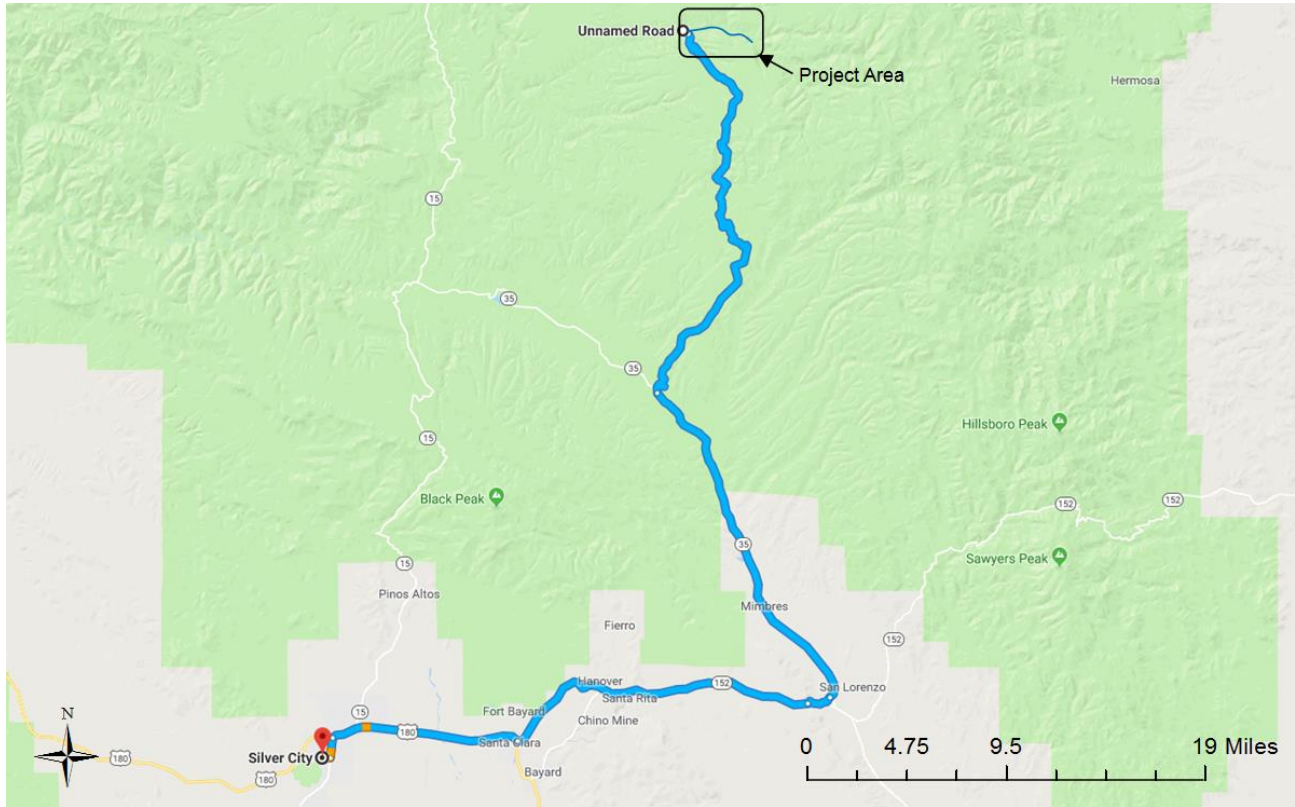 Unnamed Road
Project Area
Hermosa
15
35
35
Hillsboro Peak
15
Black Peak
152
152
35
Sawyers Peak
15
Pinos Altos
Mimbres
Fierro
152
Hanover
152
San Lorenzo
Santa Rita
Fort Bayard
15
Chino Mine
N
180
Santa Clara
Silver City
180
180
Bayard
0 4.75 9.5 19 Miles